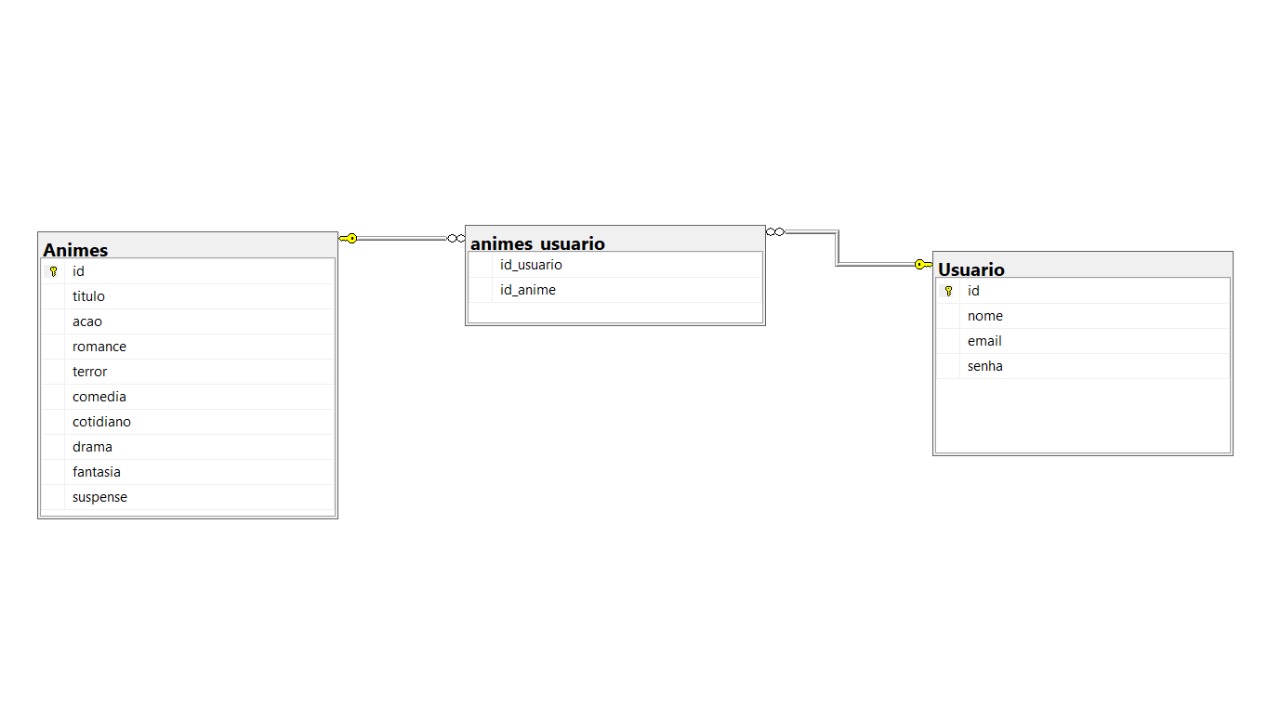 Animes
id
titulo
acao
romance
terror
comedia
cotidiano
drama
fantasia
suspense
animes_usuario
id_usuario
id_anime
Usuario
id
nome
email
senha